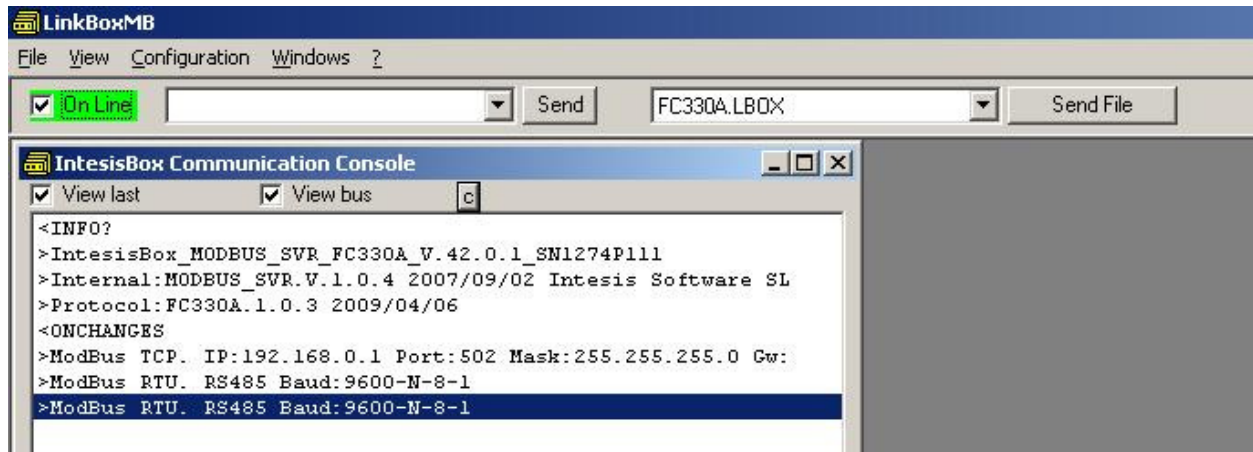 LinkBoxMB
File View Configuration Windows ?
On Line Send FC330A.LBOX Send File
IntesisBox Communication Console
View last View bus c
<INFO?
>IntesisBox_MODBUS_SVR_FC330A_V.42.0.1_SN1274P111
>Internal:MODBUS_SVR.V.1.0.4 2007/09/02 Intesis Software SL
>Protocol:FC330A.1.0.3 2009/04/06
<ONCHANGES
>ModBus TCP. IP:192.168.0.1 Port:502 Mask:255.255.255.0 Gw:
>ModBus RTU. RS485 Baud:9600-N-8-1
>ModBus RTU. RS485 Baud:9600-N-8-1